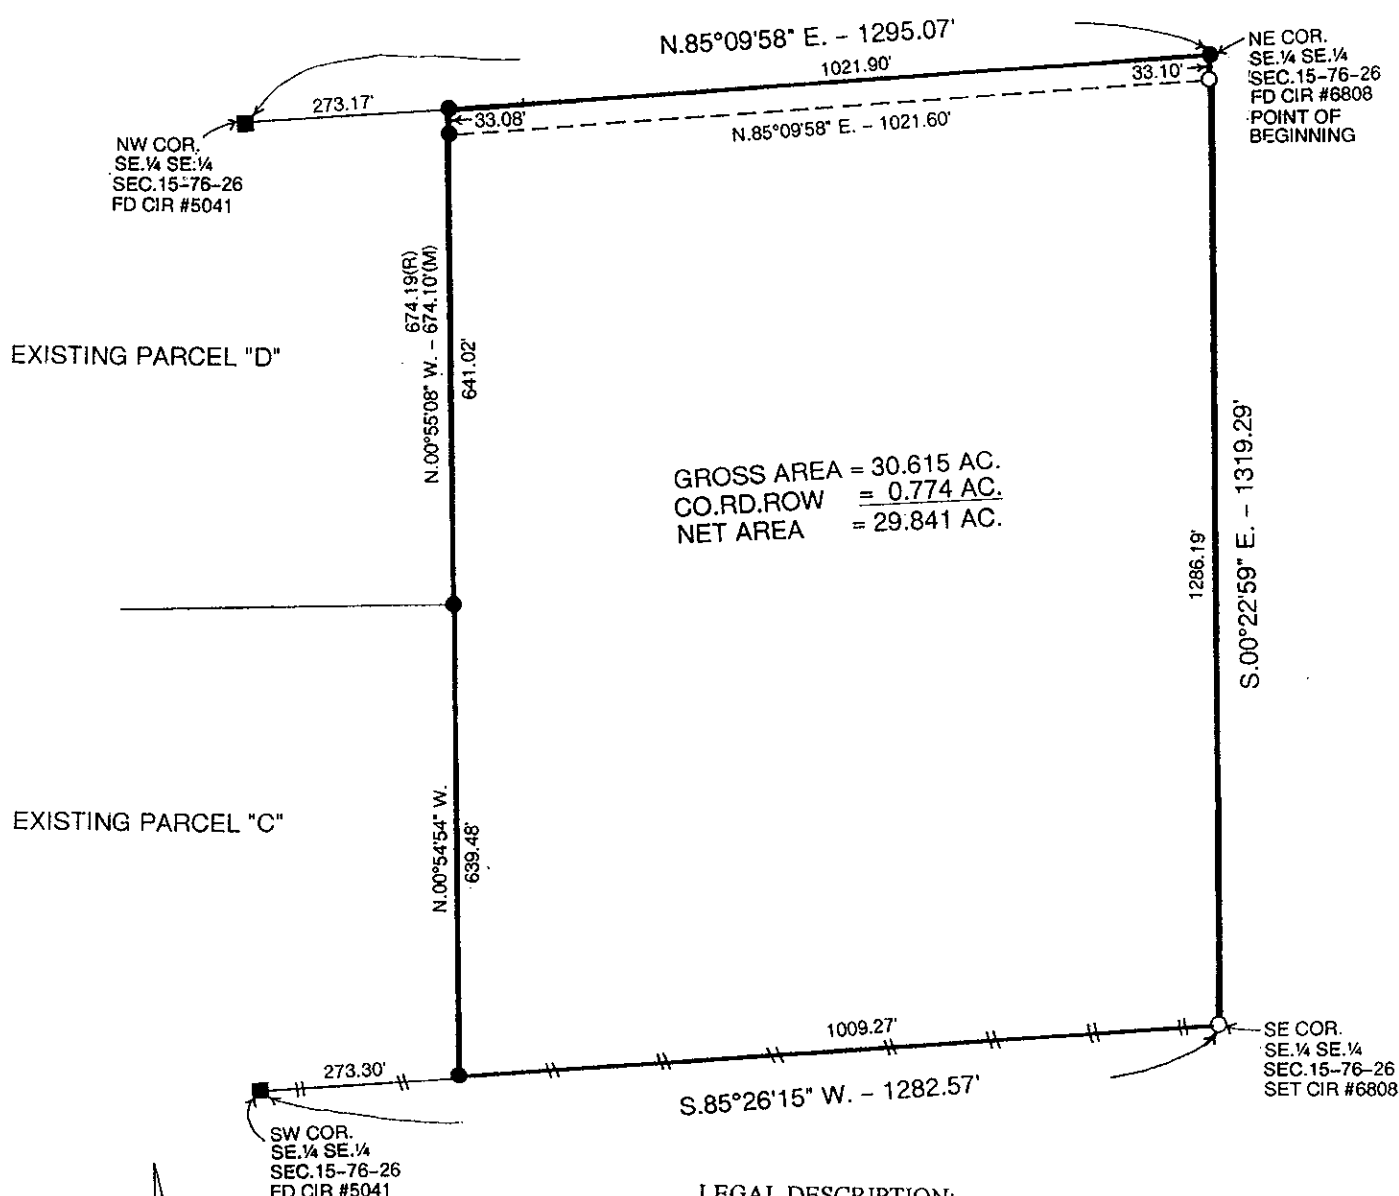 N.85°09'58" E. - 1295.07'
1021.90'
33.10'
NE COR.
SE.¼ SE.¼
SEC.15-76-26
FD CIR #6808
POINT OF
BEGINNING
273.17'
33.08'
N.85°09'58" E. - 1021.60'
NW COR.
SE.¼ SE.¼
SEC.15-76-26
FD CIR #5041
674.19(R)
N.00°55'08" W. - 674.10'(M)
641.02'
EXISTING PARCEL "D"
GROSS AREA = 30.615 AC.
CO.RD.ROW = 0.774 AC.
NET AREA = 29.841 AC.
1286.19'
S.00°22'59" E. - 1319.29'
EXISTING PARCEL "C"
N.00°54'54" W.
639.48'
1009.27'
273.30'
S.85°26'15" W. - 1282.57'
SE COR.
SE.¼ SE.¼
SEC.15-76-26
SET CIR #6808
SW COR.
SE.¼ SE.¼
SEC.15-76-26
FD CIR #5041
LEGAL DESCRIPTION: